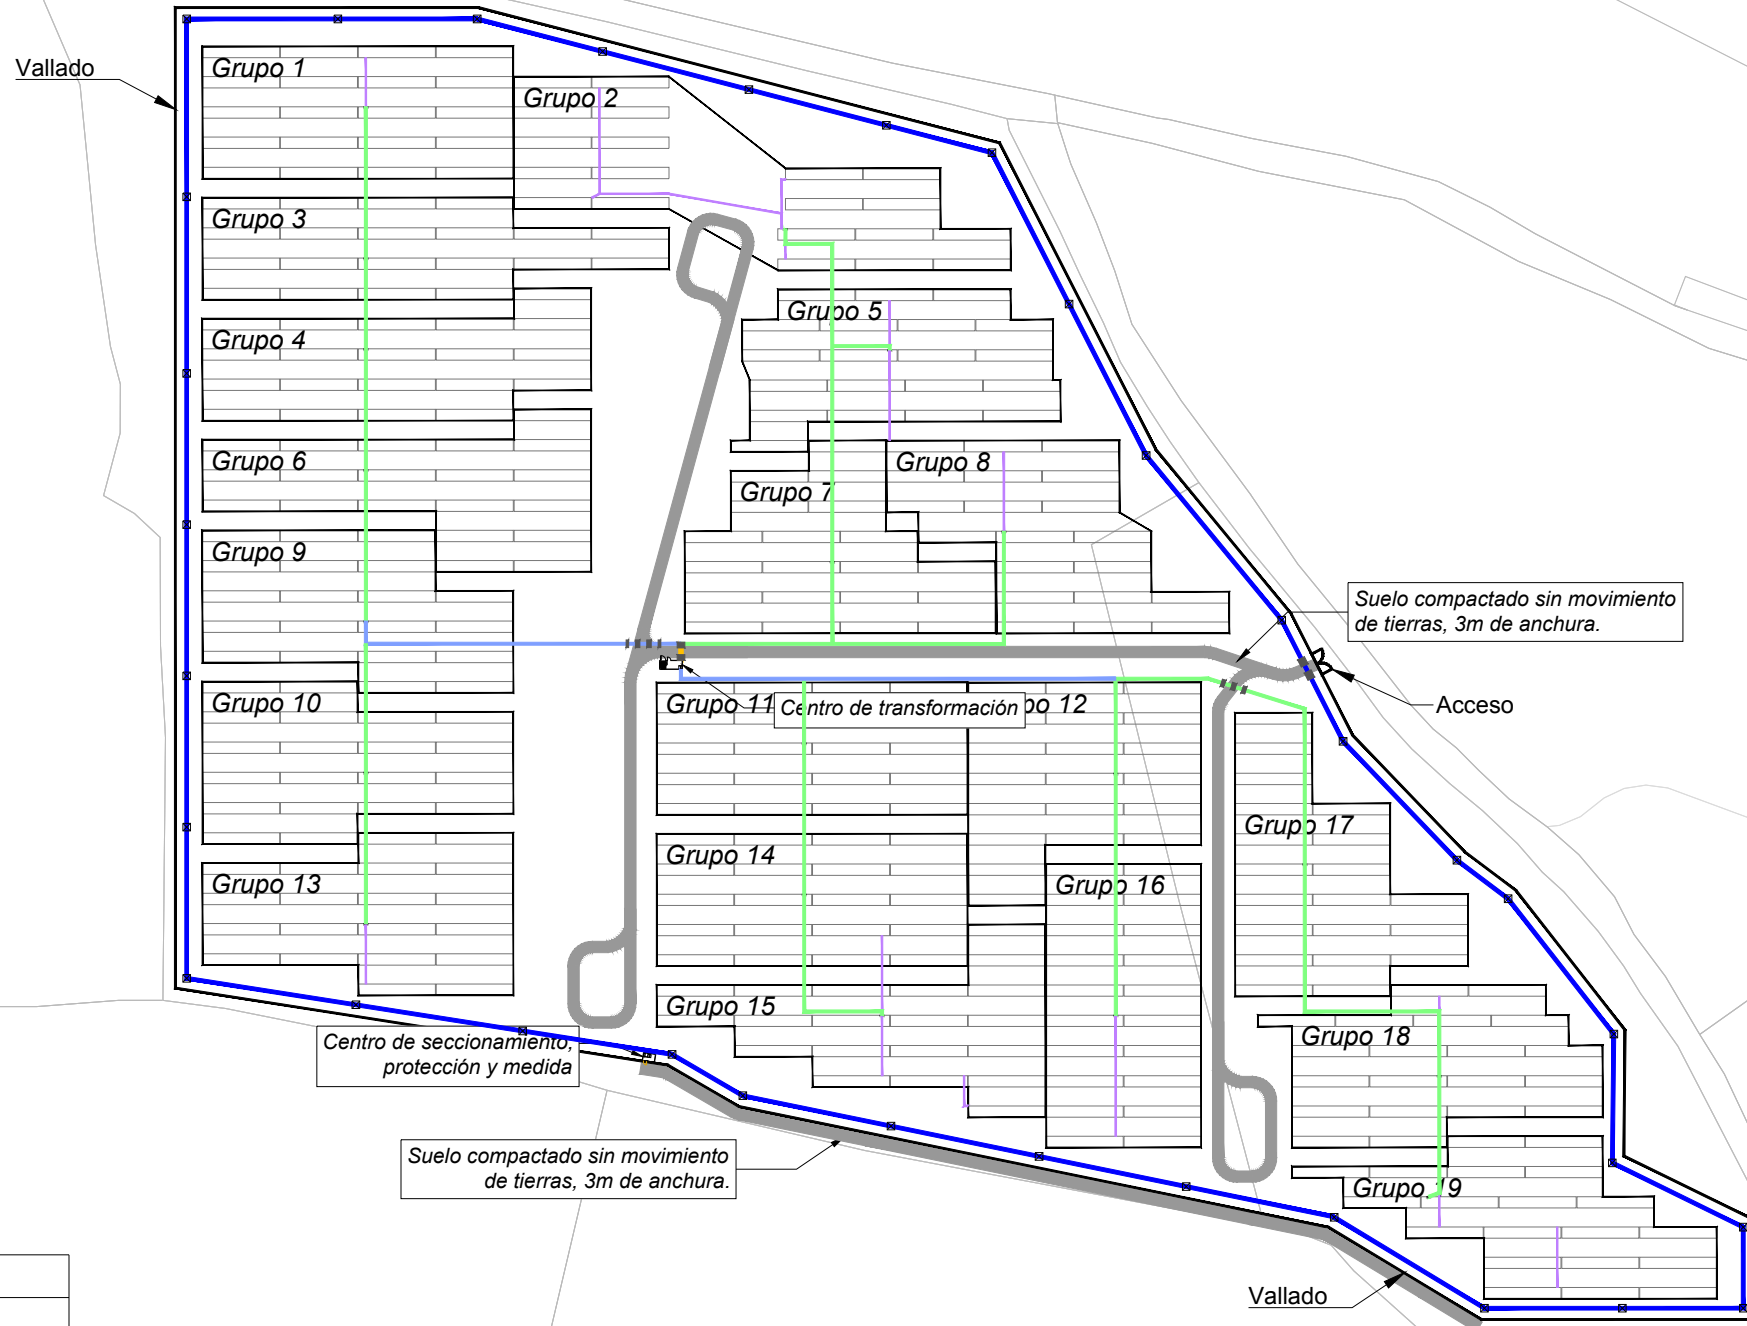 Vallado
Grupo 1
Grupo 2
Grupo 3
Grupo 4
Grupo 5
Grupo 6
Grupo 7
Grupo 8
Grupo 9
Suelo compactado sin movimiento
de tierras, 3m de anchura.
Grupo 10
Grupo 11
Centro de transformación
po 12
Acceso
Grupo 13
Grupo 14
Grupo 15
Grupo 16
Grupo 17
Grupo 18
Centro de seccionamiento,
protección y medida
Suelo compactado sin movimiento
de tierras, 3m de anchura.
Grupo 19
Vallado